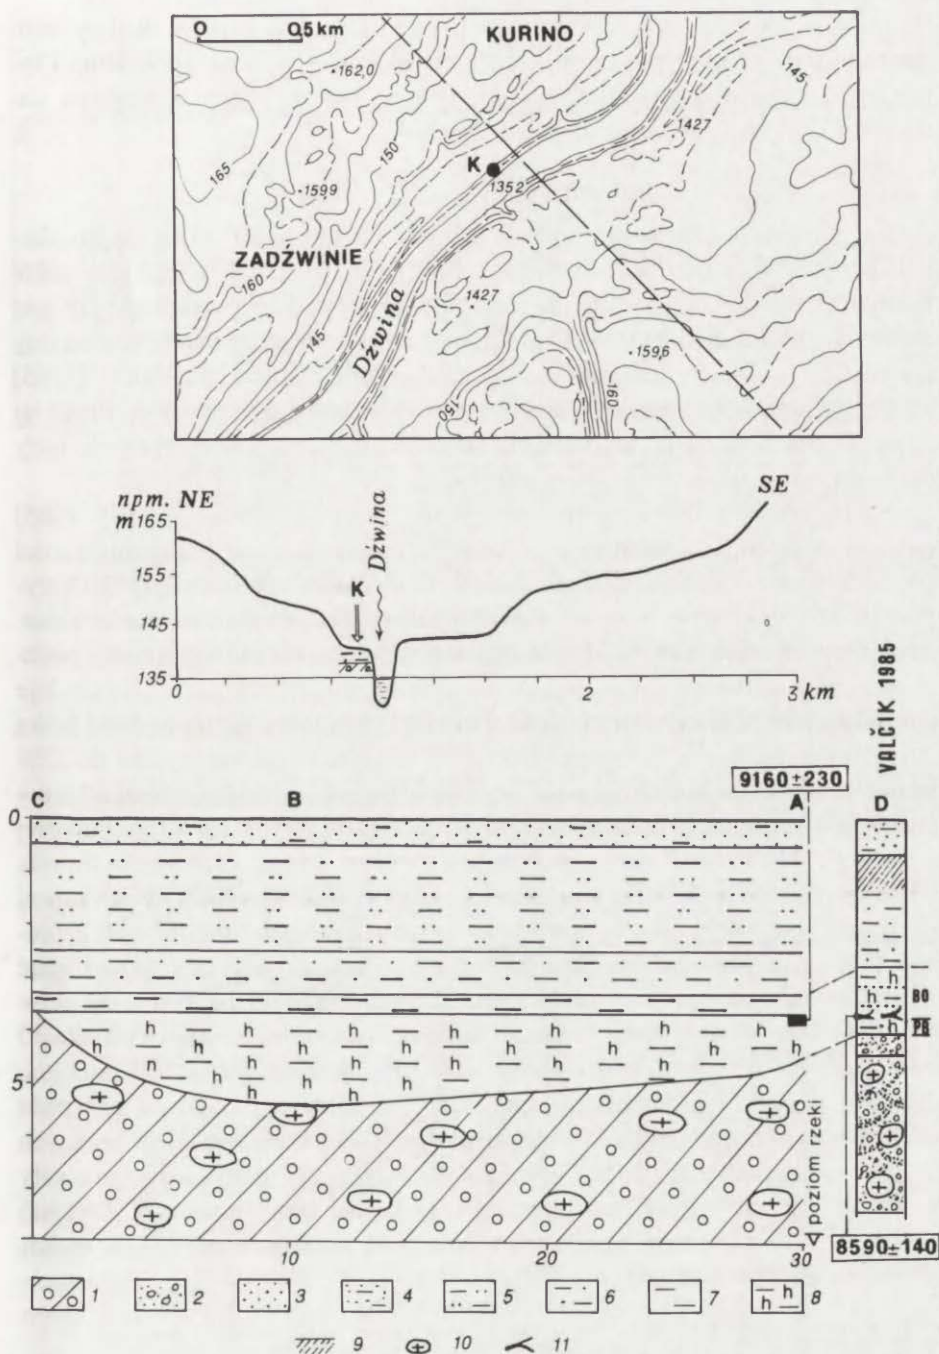 0 0,5 km
KURINO
162,0
145
165
150
142,7
K
135,2
159,9
ZADŹWINIE
160
142,7
145
Dźwina
159,6
150
160
npm. NE
m 165
Dźwina
SE
155
K
145
135
0 2 3 km
VALČIK 1985
9160±230
C B A D
0
BO
PB
5
poziom rzeki
10 20 30
8590±140
1 2 3 4 5 6 7 h h 8
9 10 11